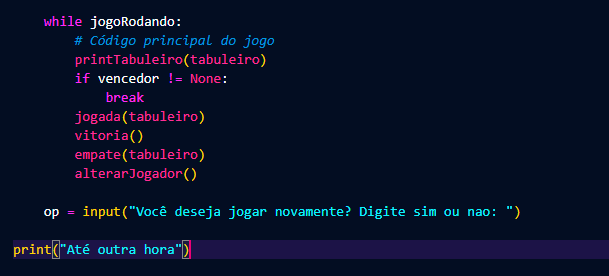 while jogoRodando:
# Código principal do jogo
printTabuleiro(tabuleiro)
if vencedor != None:
break
jogada(tabuleiro)
vitoria()
empate(tabuleiro)
alterarJogador()
op = input("Você deseja jogar novamente? Digite sim ou nao: ")
print("Até outra hora")